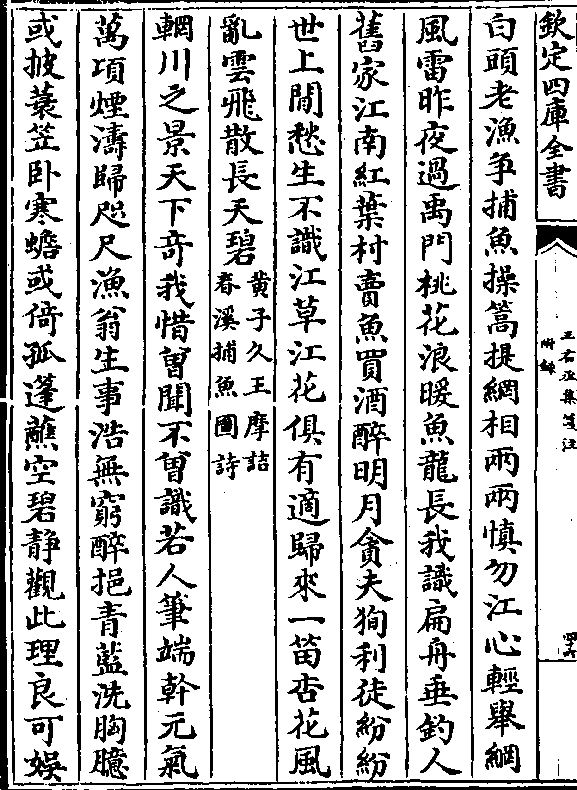 欽定四庫全書
王右丞集箋注
附錄
白頭老漁爭捕魚操篙提網相兩兩慎勿江心輕舉網
風雷昨夜過禹門桃花浪暖魚龍長我識扁舟垂釣人
舊家江南紅葉村賣魚買酒醉明月貪夫狥利徒紛紛
世上閒愁生不識江草江花俱有適歸來一笛杏花風
亂雲飛散長天碧
黃子久王摩詰
春溪捕魚圖詩
輞川之景天下竒我惜曽聞不曽識若人筆端斡元氣
萬項煙濤歸咫尺漁翁生事浩無窮醉挹青藍洗胸臆
或披蓑笠卧寒蟾或倚孤蓬蘸空碧静觀此理良可娱